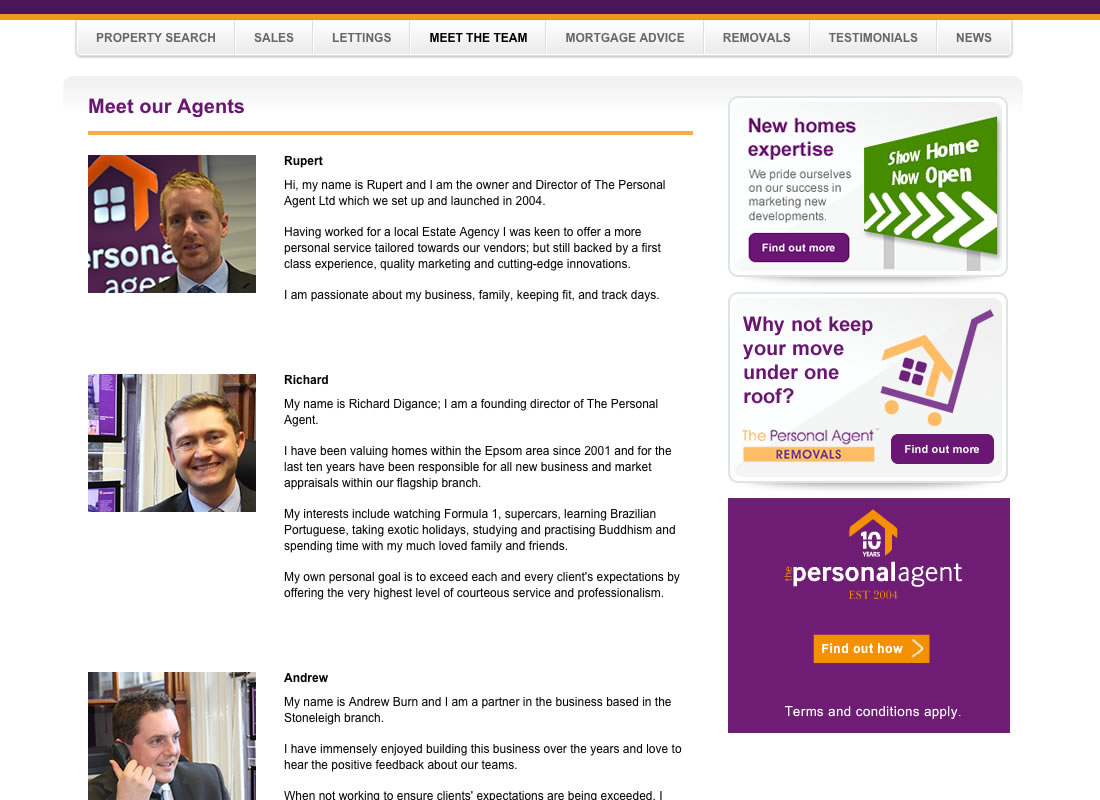 PROPERTY SEARCH SALES LETTINGS MEET THE TEAM MORTGAGE ADVICE REMOVALS TESTIMONIALS NEWS
Meet our Agents
Rupert
Hi, my name is Rupert and I am the owner and Director of The Personal
Agent Ltd which we set up and launched in 2004.
Having worked for a local Estate Agency I was keen to offer a more
personal service tailored towards our vendors; but still backed by a first
class experience, quality marketing and cutting-edge innovations.
I am passionate about my business, family, keeping fit, and track days.
ersona
agen
Richard
My name is Richard Digance; I am a founding director of The Personal
Agent.
I have been valuing homes within the Epsom area since 2001 and for the
last ten years have been responsible for all new business and market
appraisals within our flagship branch.
My interests include watching Formula 1, supercars, learning Brazilian
Portuguese, taking exotic holidays, studying and practising Buddhism and
spending time with my much loved family and friends.
My own personal goal is to exceed each and every client's expectations by
offering the very highest level of courteous service and professionalism.
Andrew
My name is Andrew Burn and I am a partner in the business based in the
Stoneleigh branch.
I have immensely enjoyed building this business over the years and love to
hear the positive feedback about our teams.
When not working to ensure clients' expectations are being exceeded, I
New homes
expertise
We pride ourselves
on our success in
marketing new
developments.
Find out more
Show Home
Now Open
Why not keep
your move
under one
roof?
The Personal Agent
REMOVALS
Find out more
10
YEARS
the personalagent
EST 2004
Find out how
Terms and conditions apply.